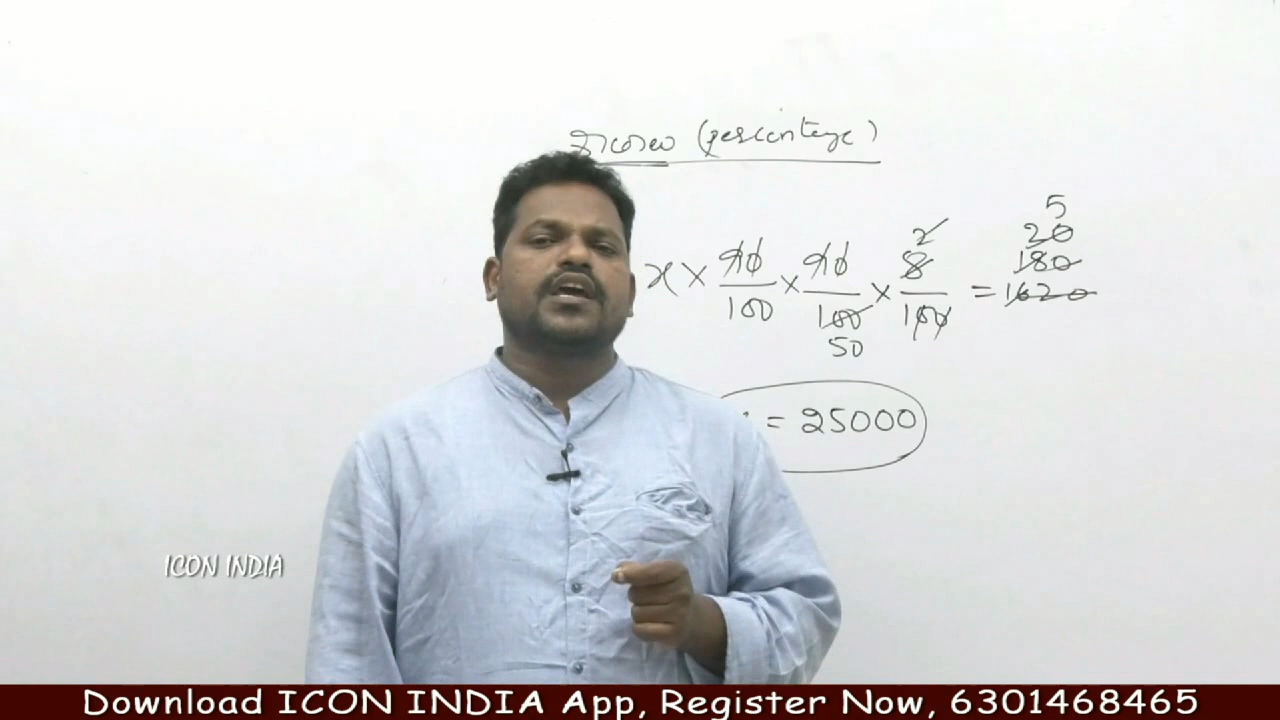 (percentage)
x × 90/100 × 90/100 × 8/100 = 1620
2
50
180
20
5
= 25000
ICON INDIA
Download ICON INDIA App, Register Now, 6301468465